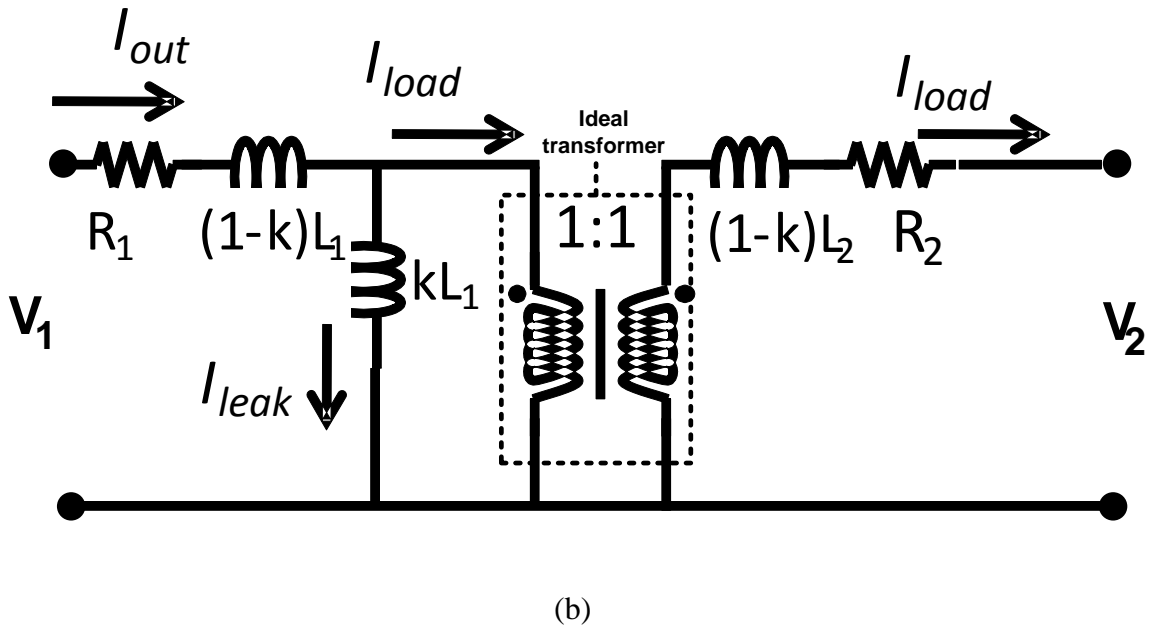 I_out
I_load
I_load
Ideal
transformer
1:1
R₁
(1-k)L₁
(1-k)L₂
R₂
kL₁
V₁
V₂
I_leak
(b)